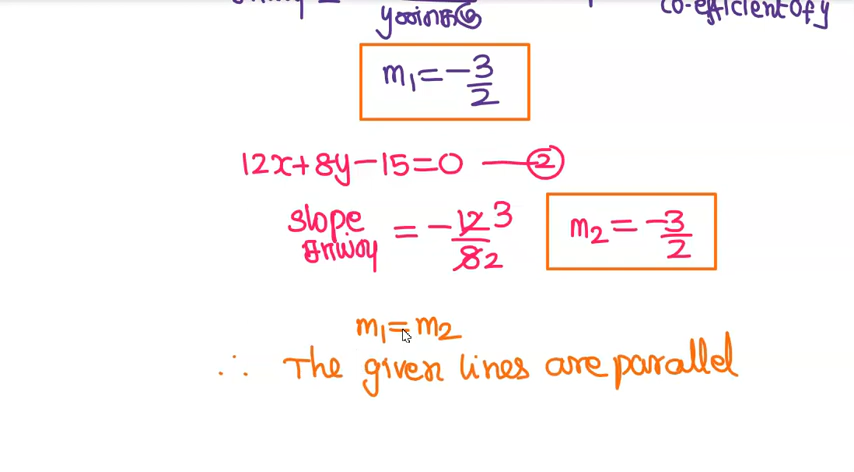 co-efficient of y
m₁ = -3/2
12x + 8y - 15 = 0 — ②
slope
சாய்வு = -12 3/8 2
m₂ = -3/2
m₁ = m₂
∴ The given lines are parallel